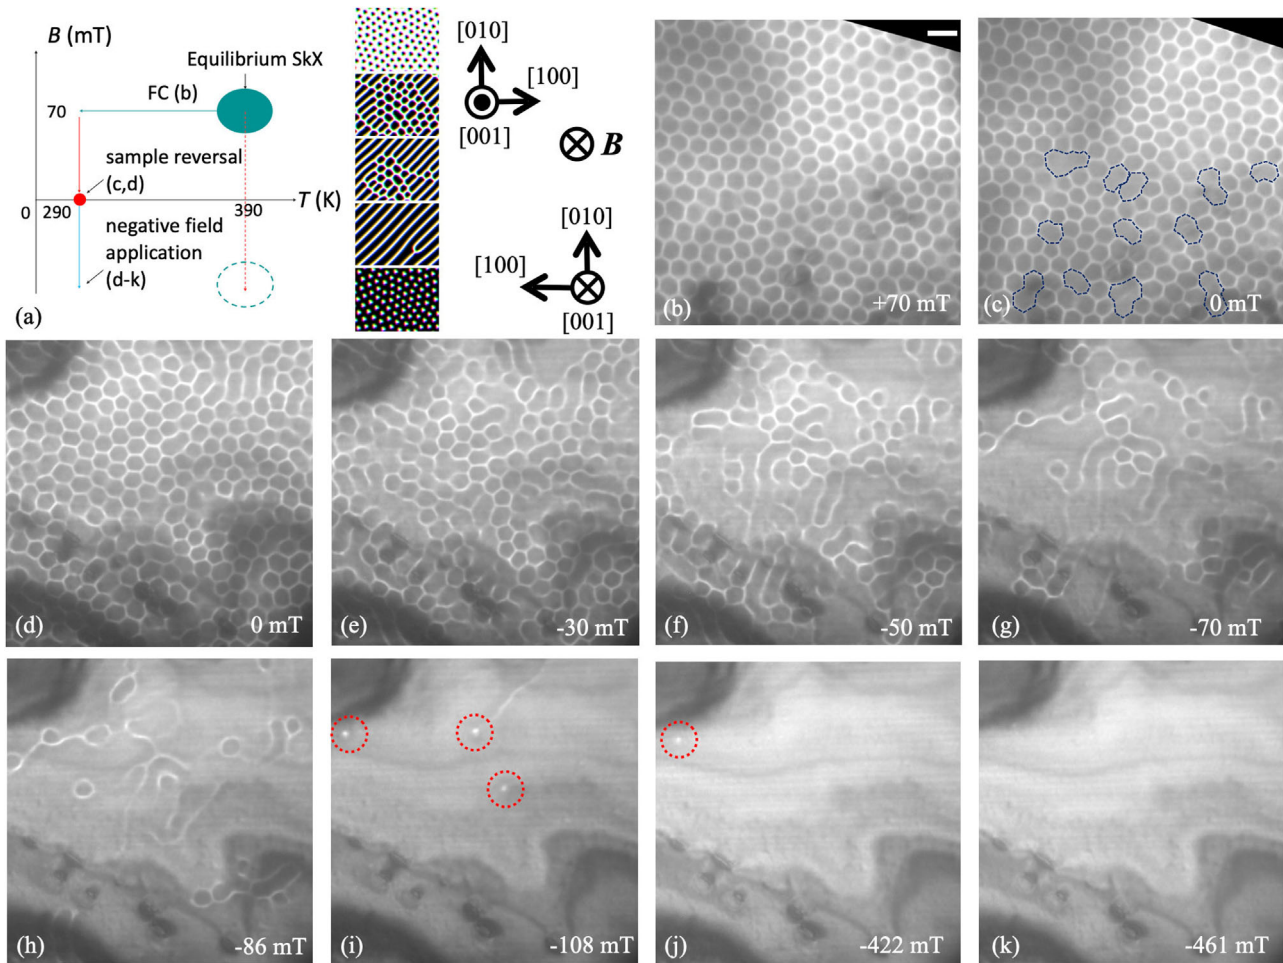 B (mT)
Equilibrium SkX
FC (b)
70
sample reversal
(c,d)
T (K)
0
290
390
negative field
application
(d-k)
(a)
[010]
[100]
[001]
B
[010]
[100]
[001]
(b)
+70 mT
(c)
0 mT
(d)
0 mT
(e)
-30 mT
(f)
-50 mT
(g)
-70 mT
(h)
-86 mT
(i)
-108 mT
(j)
-422 mT
(k)
-461 mT